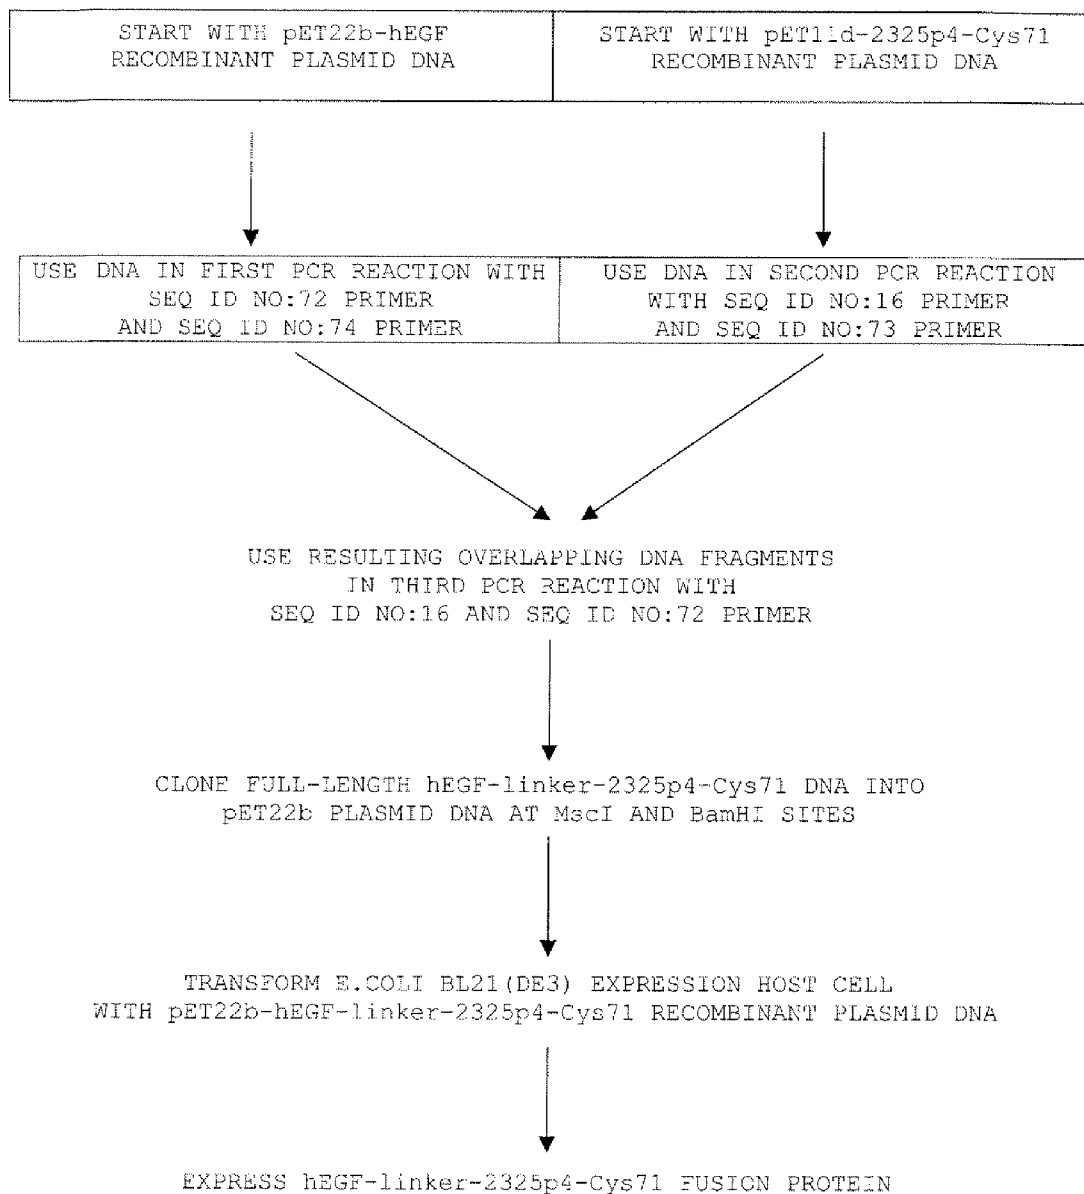 START WITH pET22b-hEGF
RECOMBINANT PLASMID DNA
START WITH pET11d-2325p4-Cys71
RECOMBINANT PLASMID DNA
USE DNA IN FIRST PCR REACTION WITH
SEQ ID NO:72 PRIMER
AND SEQ ID NO:74 PRIMER
USE DNA IN SECOND PCR REACTION
WITH SEQ ID NO:16 PRIMER
AND SEQ ID NO:73 PRIMER
USE RESULTING OVERLAPPING DNA FRAGMENTS
IN THIRD PCR REACTION WITH
SEQ ID NO:16 AND SEQ ID NO:72 PRIMER
CLONE FULL-LENGTH hEGF-linker-2325p4-Cys71 DNA INTO
pET22b PLASMID DNA AT MscI AND BamHI SITES
TRANSFORM E.COLI BL21(DE3) EXPRESSION HOST CELL
WITH pET22b-hEGF-linker-2325p4-Cys71 RECOMBINANT PLASMID DNA
EXPRESS hEGF-linker-2325p4-Cys71 FUSION PROTEIN